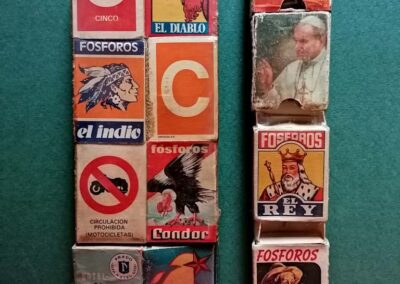 CINCO
EL DIABLO
FOSFOROS
el indio
C
CIRCULACION
PROHIBIDA
(MOTOCICLETAS)
fosforos
Condor
FOSFOROS
EL
REY
FOSFOROS